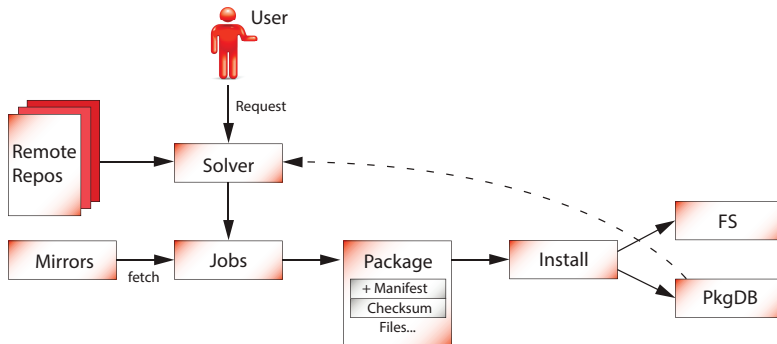 User
Request
Remote
Repos
Solver
FS
Mirrors
fetch
Jobs
Package
+ Manifest
Checksum
Files...
Install
PkgDB